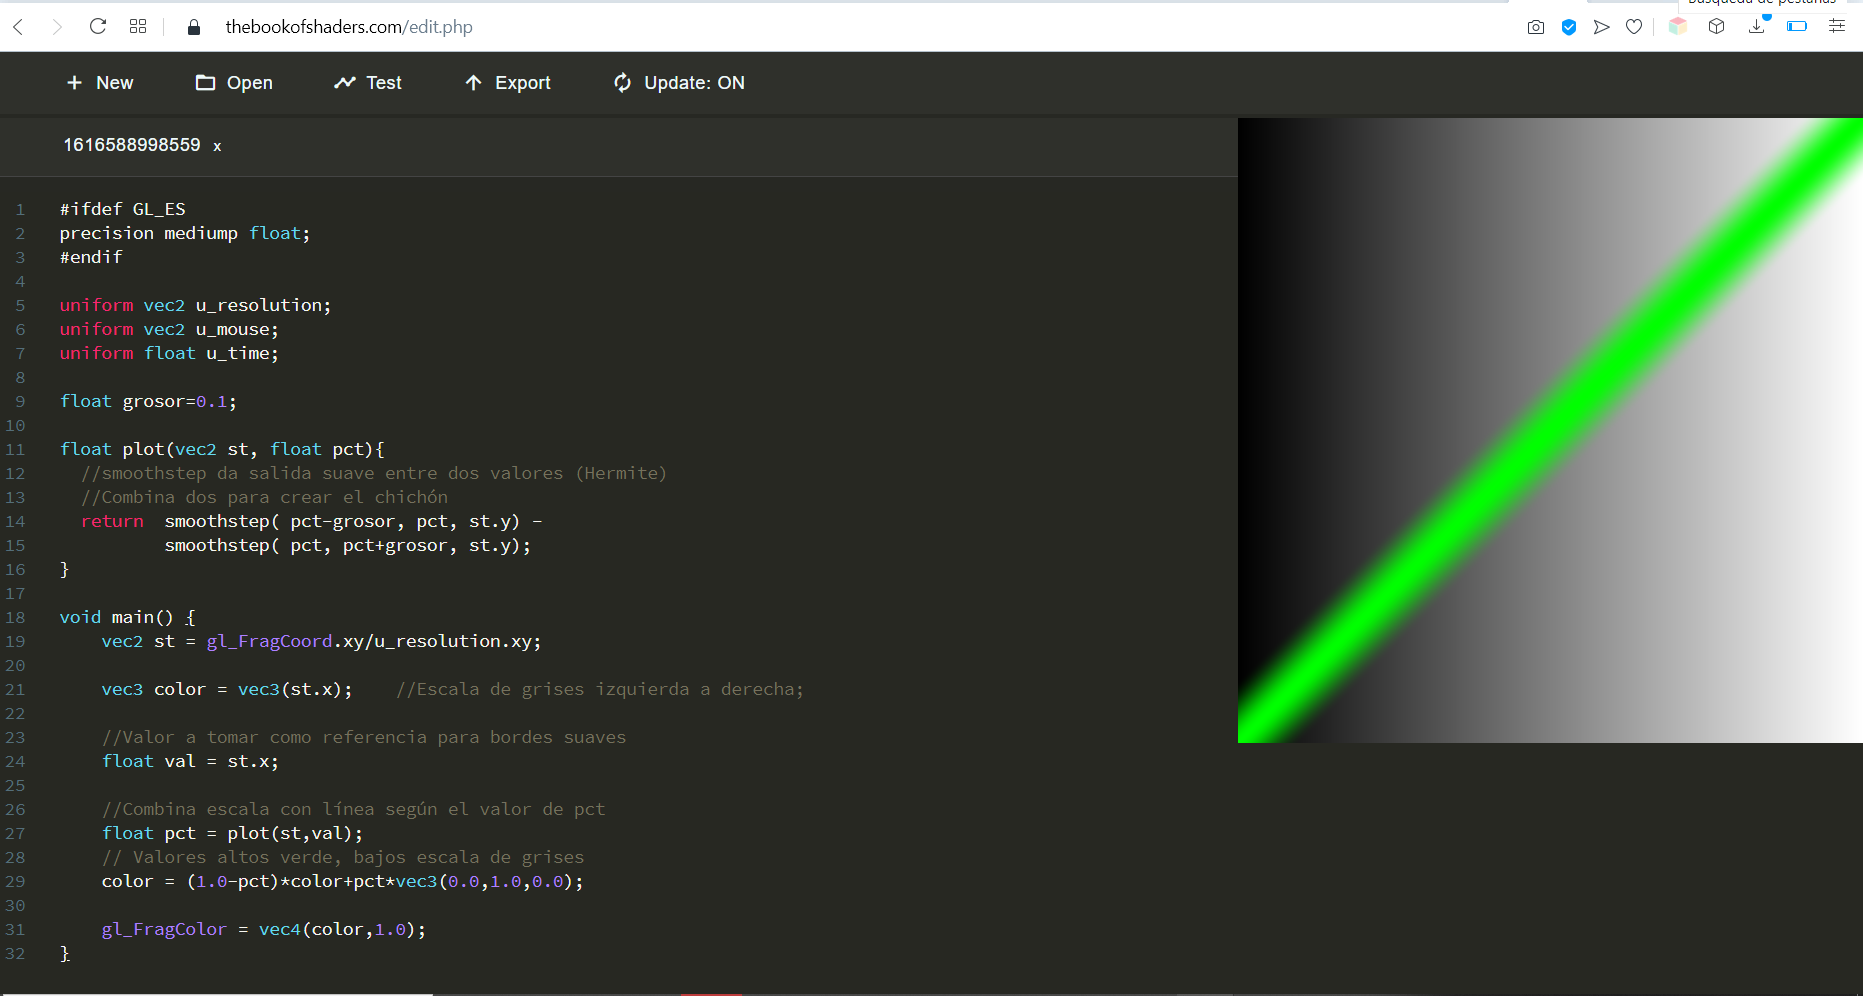 Búsqueda de pestañas
thebookofshaders.com/edit.php
+ New Open Test Export Update: ON
1616588998559 x
1 #ifdef GL_ES
2 precision mediump float;
3 #endif
4
5 uniform vec2 u_resolution;
6 uniform vec2 u_mouse;
7 uniform float u_time;
8
9 float grosor=0.1;
10
11 float plot(vec2 st, float pct){
12 //smoothstep da salida suave entre dos valores (Hermite)
13 //Combina dos para crear el chichón
14 return smoothstep( pct-grosor, pct, st.y) -
15 smoothstep( pct, pct+grosor, st.y);
16 }
17
18 void main() {
19 vec2 st = gl_FragCoord.xy/u_resolution.xy;
20
21 vec3 color = vec3(st.x); //Escala de grises izquierda a derecha;
22
23 //Valor a tomar como referencia para bordes suaves
24 float val = st.x;
25
26 //Combina escala con línea según el valor de pct
27 float pct = plot(st,val);
28 // Valores altos verde, bajos escala de grises
29 color = (1.0-pct)*color+pct*vec3(0.0,1.0,0.0);
30
31 gl_FragColor = vec4(color,1.0);
32 }